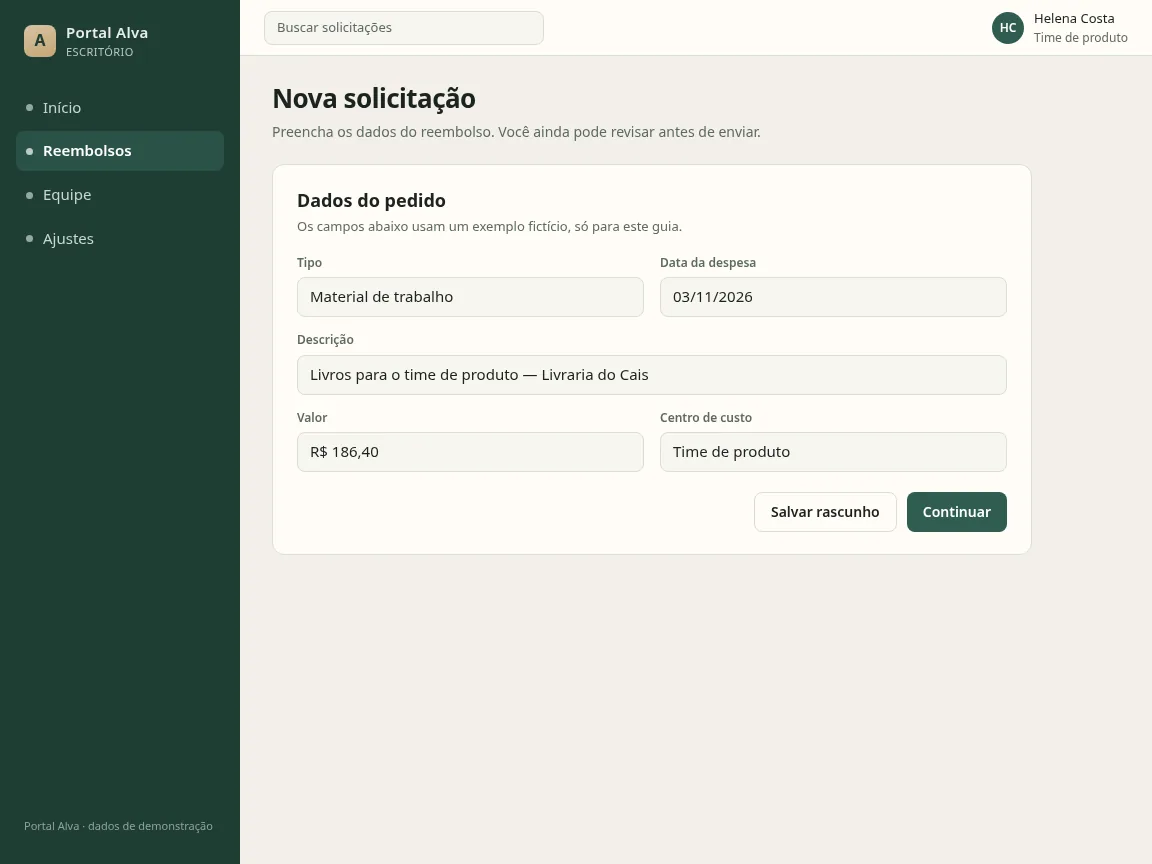 A
Portal Alva
ESCRITÓRIO
Início
Reembolsos
Equipe
Ajustes
Portal Alva · dados de demonstração
Buscar solicitações
HC
Helena Costa
Time de produto
Nova solicitação
Preencha os dados do reembolso. Você ainda pode revisar antes de enviar.
Dados do pedido
Os campos abaixo usam um exemplo fictício, só para este guia.
Tipo
Material de trabalho
Data da despesa
03/11/2026
Descrição
Livros para o time de produto — Livraria do Cais
Valor
R$ 186,40
Centro de custo
Time de produto
Salvar rascunho
Continuar